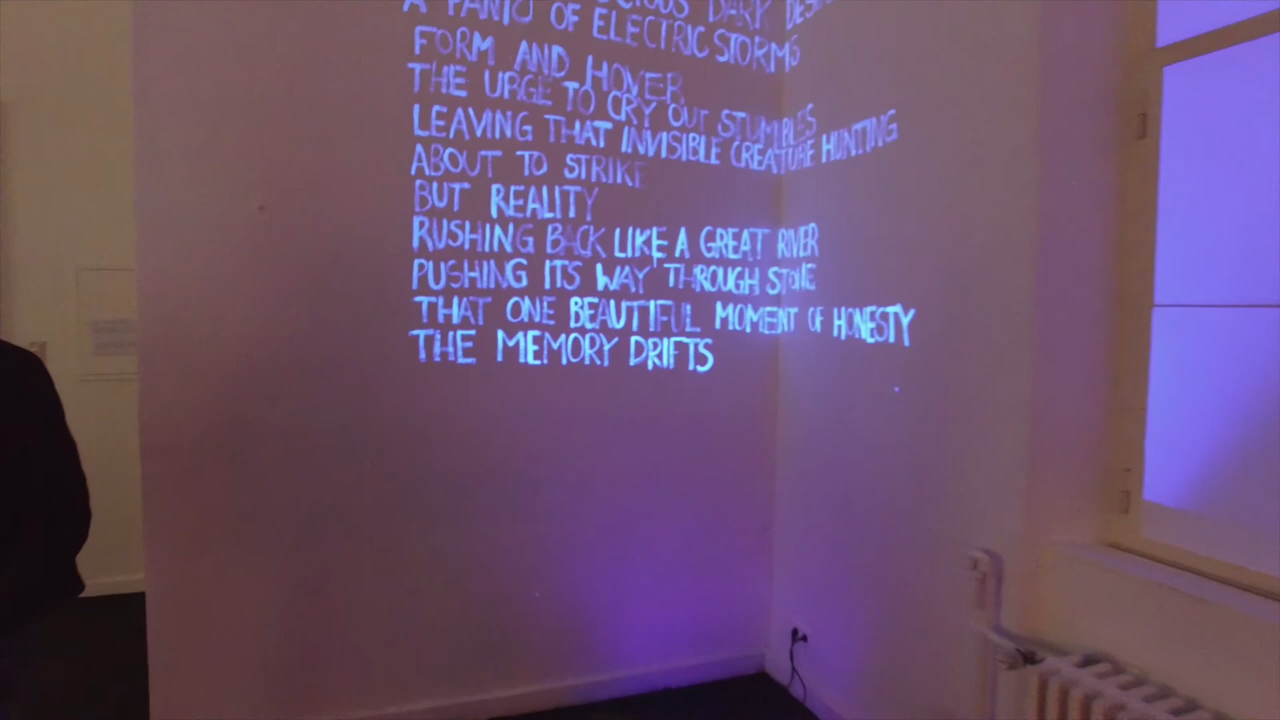 DARK
A PANIC OF ELECTRIC STORMS
FORM AND HOVER
THE URGE TO CRY OUT STUMBLES
LEAVING THAT INVISIBLE CREATURE HUNTING
ABOUT TO STRIKE
BUT REALITY
RUSHING BACK LIKE A GREAT RIVER
PUSHING ITS WAY THROUGH STONE
THAT ONE BEAUTIFUL MOMENT OF HONESTY
THE MEMORY DRIFTS